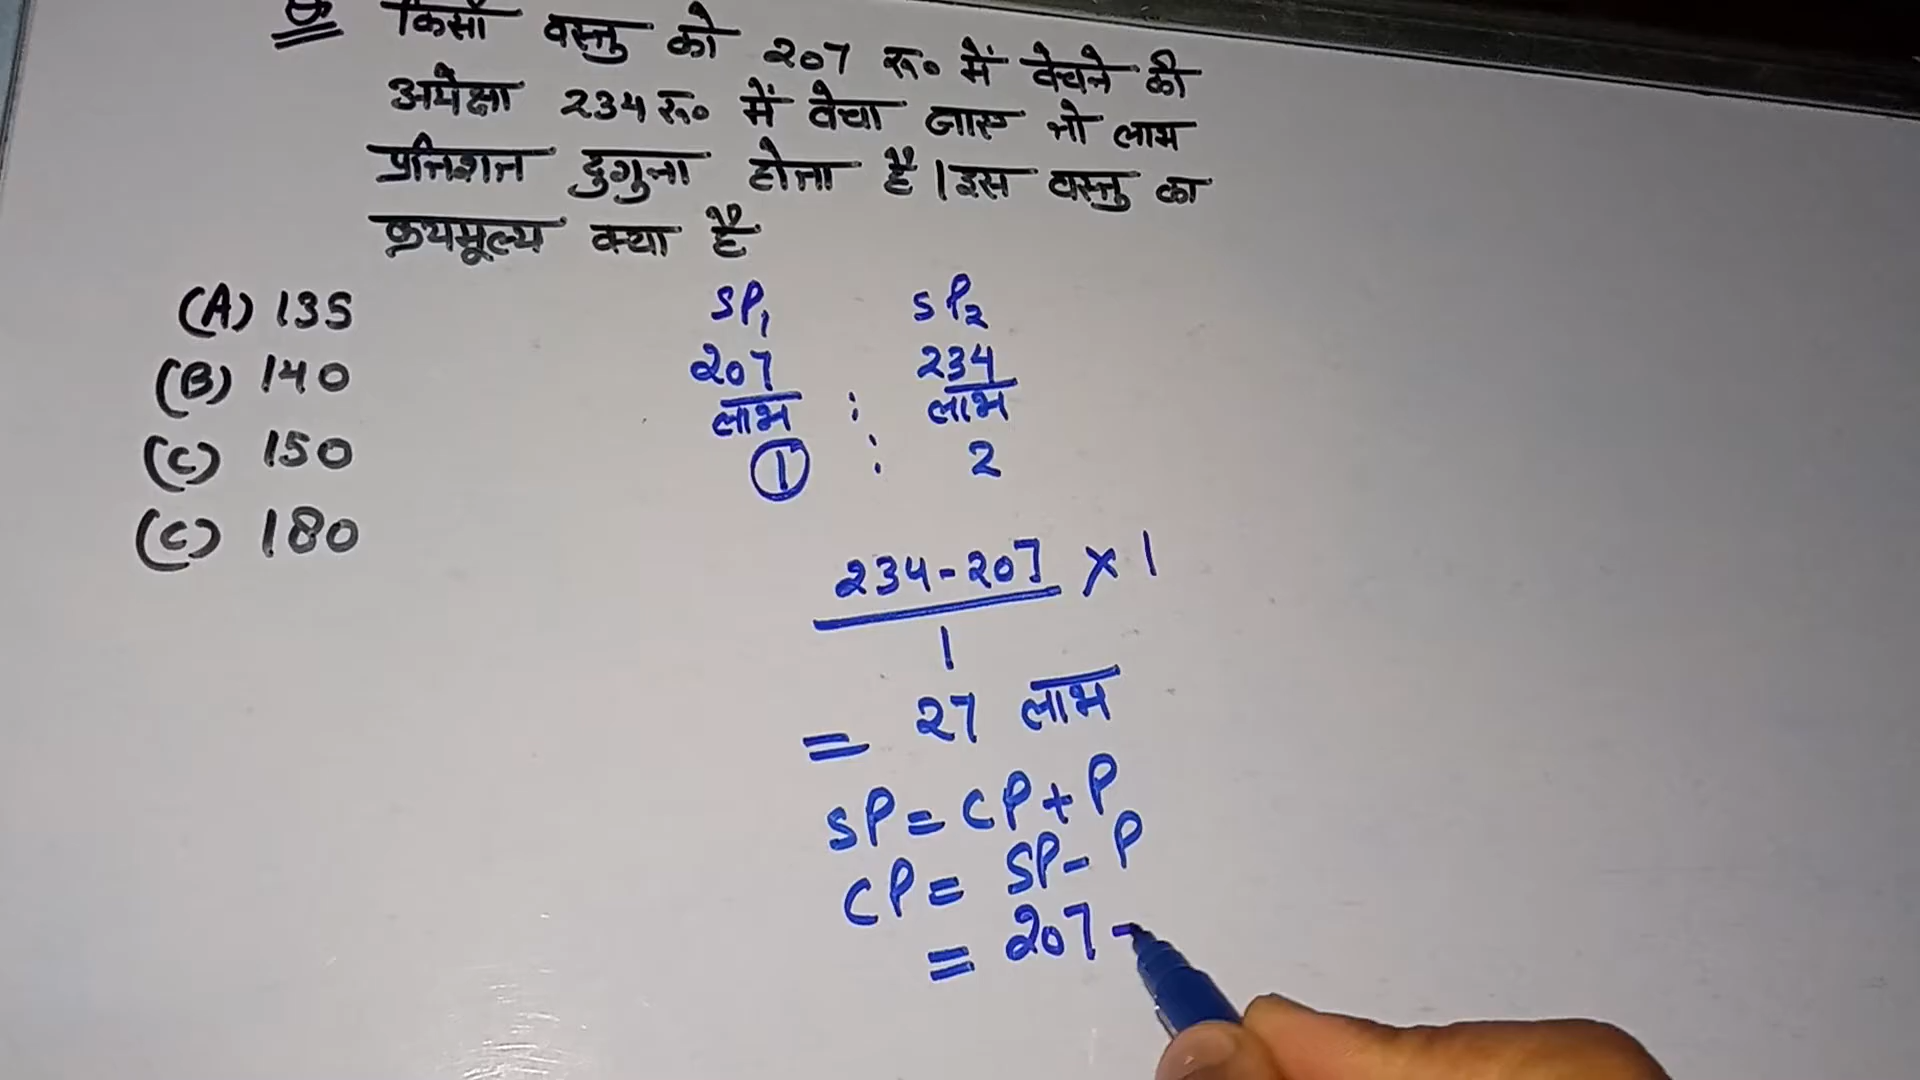 किसी वस्तु को 207 रू० में बेचने की
अपेक्षा 234 रू० में बेचा जाए तो लाभ
प्रतिशत दुगुना होता है। इस वस्तु का
क्रयमूल्य क्या है
(A) 135
(B) 140
(C) 150
(C) 180
SP₁ SP₂
207 234
लाभ : लाभ
1 : 2
234-207 × 1
1
= 27 लाभ
SP = CP + P
CP = SP - P
= 207 -